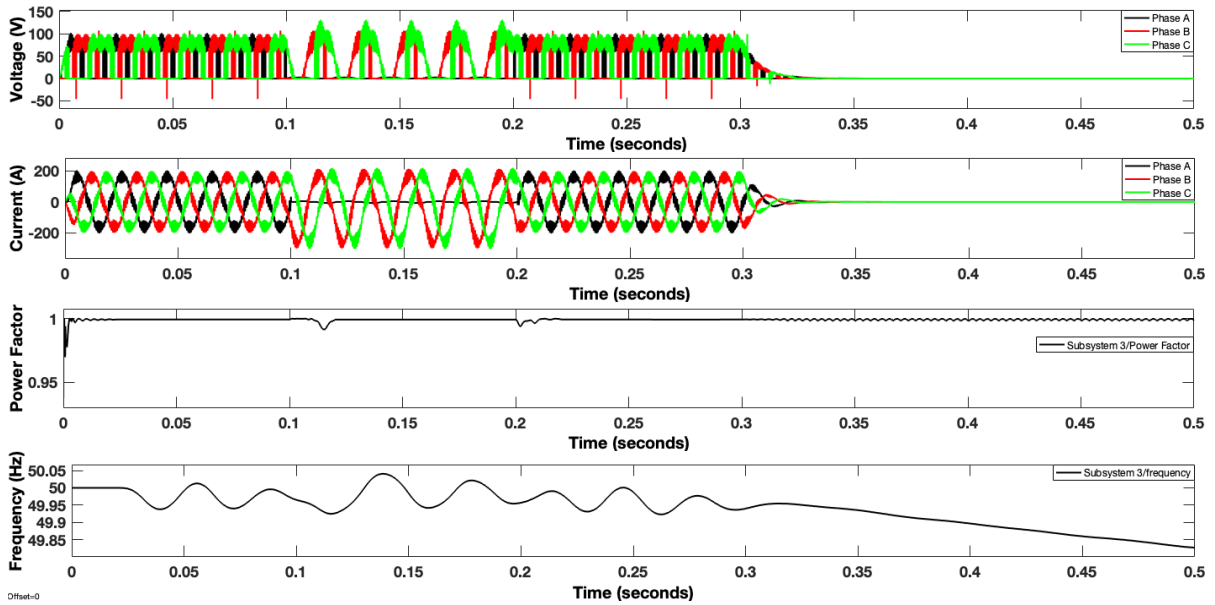 Voltage (V)
150
100
50
0
-50
Phase A
Phase B
Phase C
0 0.05 0.1 0.15 0.2 0.25 0.3 0.35 0.4 0.45 0.5
Time (seconds)
Current (A)
200
0
-200
Phase A
Phase B
Phase C
0 0.05 0.1 0.15 0.2 0.25 0.3 0.35 0.4 0.45 0.5
Time (seconds)
Power Factor
1
0.95
Subsystem 3/Power Factor
0 0.05 0.1 0.15 0.2 0.25 0.3 0.35 0.4 0.45 0.5
Time (seconds)
Frequency (Hz)
50.05
50
49.95
49.9
49.85
Subsystem 3/frequency
0 0.05 0.1 0.15 0.2 0.25 0.3 0.35 0.4 0.45 0.5
Time (seconds)
Offset=0